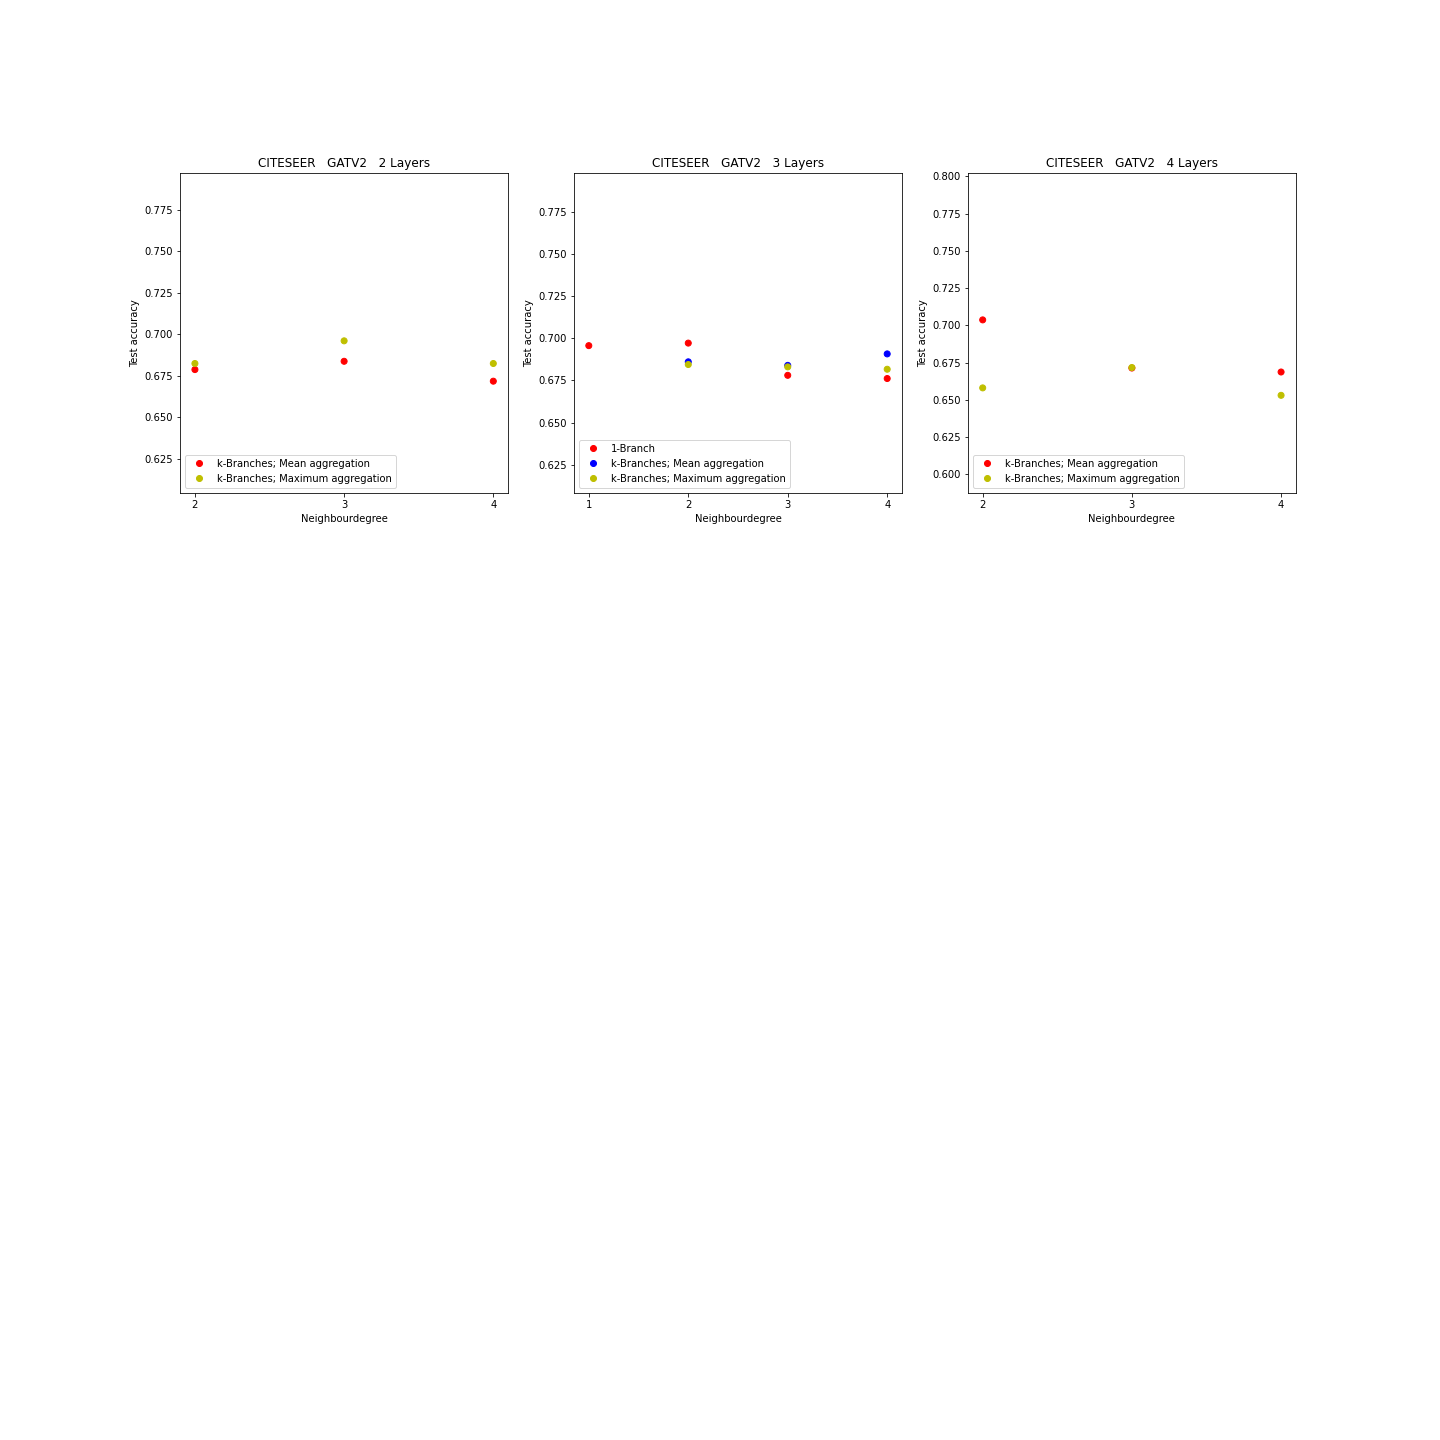 CITESEER   GATV2   2 Layers
0.775
0.750
0.725
0.700
0.675
0.650
0.625
Test accuracy
k-Branches; Mean aggregation
k-Branches; Maximum aggregation
2 3 4
Neighbourdegree
CITESEER   GATV2   3 Layers
0.775
0.750
0.725
0.700
0.675
0.650
0.625
Test accuracy
1-Branch
k-Branches; Mean aggregation
k-Branches; Maximum aggregation
1 2 3 4
Neighbourdegree
CITESEER   GATV2   4 Layers
0.800
0.775
0.750
0.725
0.700
0.675
0.650
0.625
0.600
Test accuracy
k-Branches; Mean aggregation
k-Branches; Maximum aggregation
2 3 4
Neighbourdegree